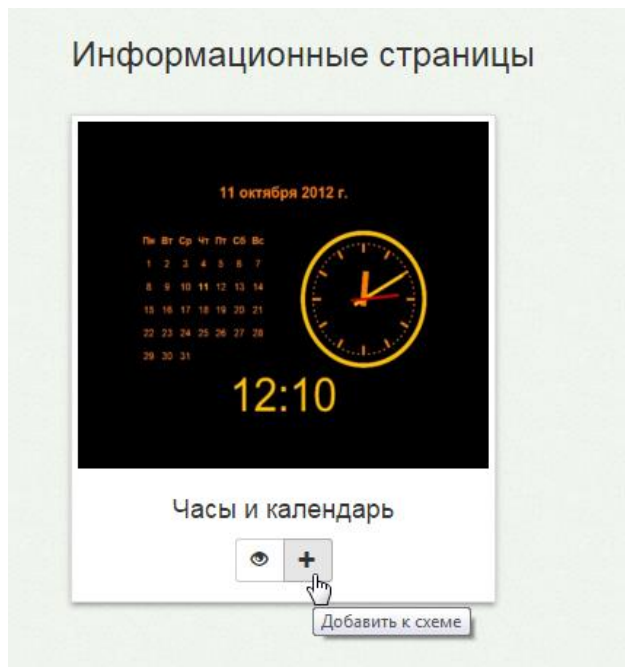 Информационные страницы
11 октября 2012 г.
Пн Вт Ср Чт Пт Сб Вс
1 2 3 4 5 6 7
8 9 10 11 12 13 14
15 16 17 18 19 20 21
22 23 24 25 26 27 28
29 30 31
12:10
Часы и календарь
Добавить к схеме